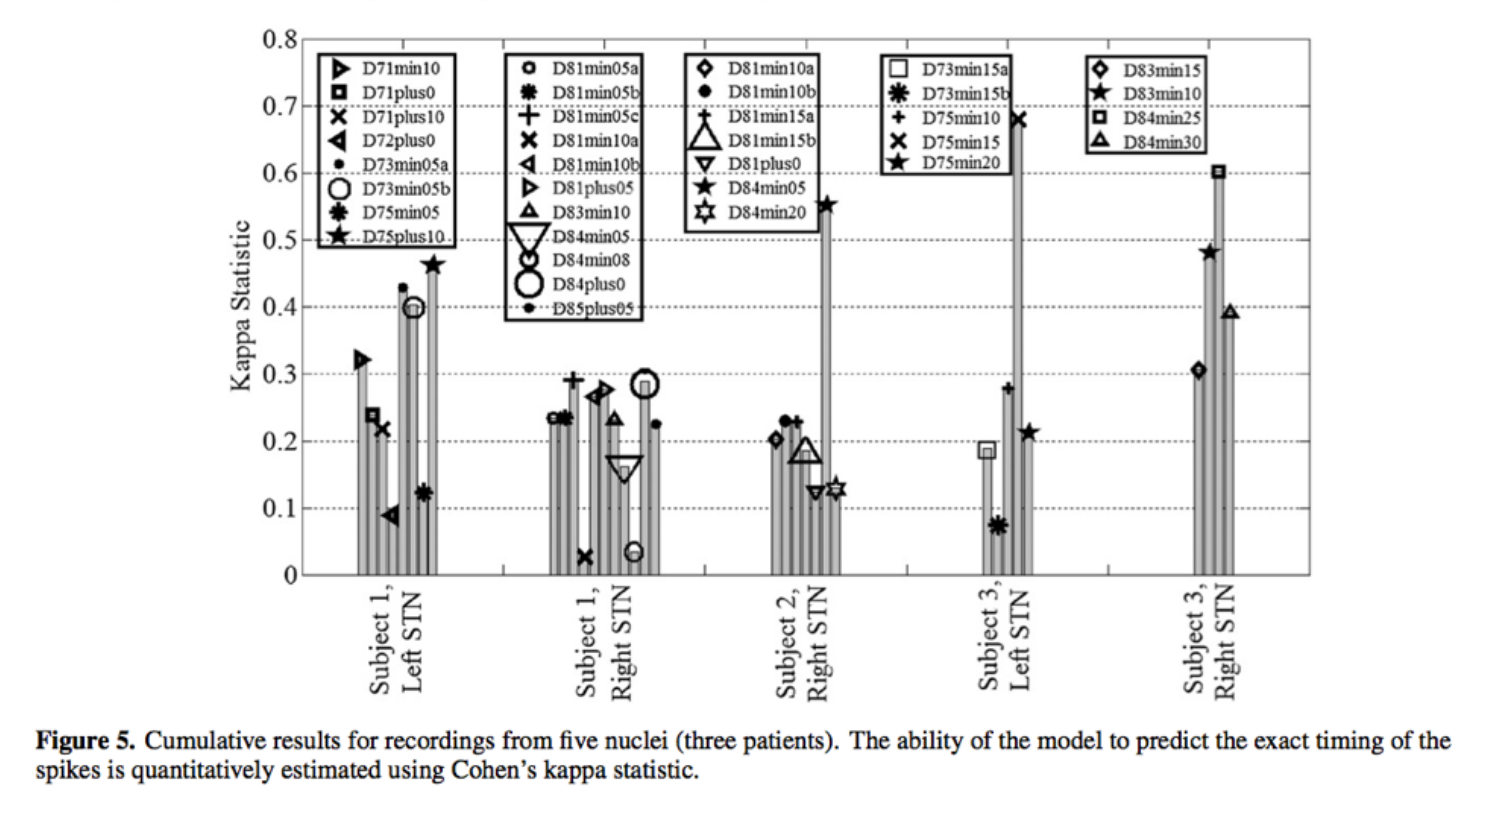 0.8
0.7
0.6
0.5
0.4
0.3
0.2
0.1
0
Kappa Statistic
D71min10
D71plus0
D71plus10
D72plus0
D73min05a
D73min05b
D75min05
D75plus10
D81min05a
D81min05b
D81min05c
D81min10a
D81min10b
D81plus05
D83min10
D84min05
D84min08
D84plus0
D85plus05
D81min10a
D81min10b
D81min15a
D81min15b
D81plus0
D84min05
D84min20
D73min15a
D73min15b
D75min10
D75min15
D75min20
D83min15
D83min10
D84min25
D84min30
Subject 1,
Left STN
Subject 1,
Right STN
Subject 2,
Right STN
Subject 3,
Left STN
Subject 3,
Right STN
Figure 5. Cumulative results for recordings from five nuclei (three patients). The ability of the model to predict the exact timing of the
spikes is quantitatively estimated using Cohen's kappa statistic.